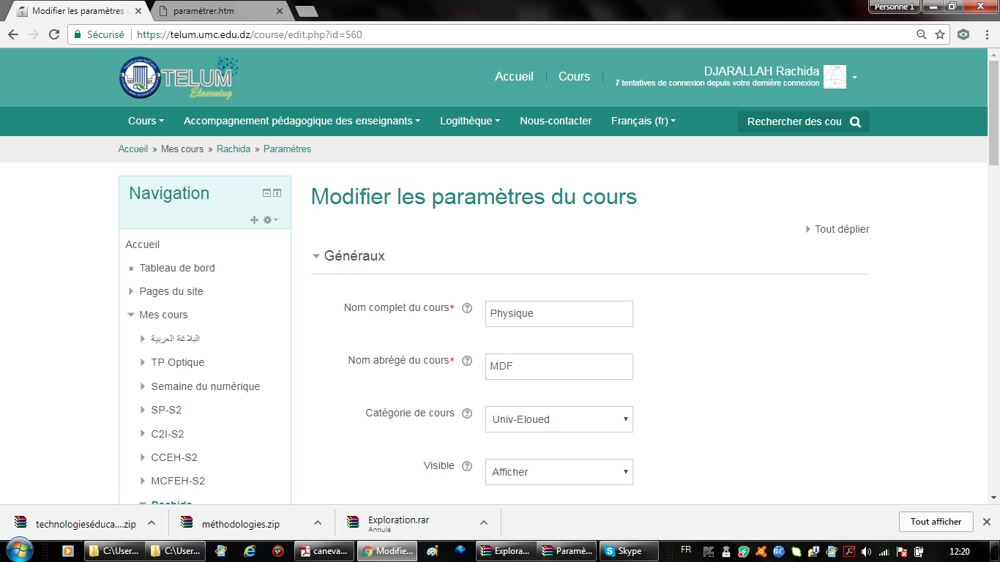 Modifier les paramètres
paramétrer.htm
Personne 1
Sécurisé
https://telum.umc.edu.dz/course/edit.php?id=560
TELUM
Elearning
Accueil
Cours
DJARALLAH Rachida
7 tentatives de connexion depuis votre dernière connexion
Cours
Accompagnement pédagogique des enseignants
Logithèque
Nous-contacter
Français (fr)
Rechercher des cou
Accueil » Mes cours » Rachida » Paramètres
Navigation
Accueil
Tableau de bord
Pages du site
Mes cours
البلاغة العربية
TP Optique
Semaine du numérique
SP-S2
C2I-S2
CCEH-S2
MCFEH-S2
Rachida
Modifier les paramètres du cours
Tout déplier
Généraux
Nom complet du cours*
Physique
Nom abrégé du cours*
MDF
Catégorie de cours
Univ-Eloued
Visible
Afficher
technologieséduca....zip
méthodologies.zip
Exploration.rar
Annulé
Tout afficher
C:\User...
C:\User...
caneva...
Modifie...
Explora...
Paramè...
Skype
FR
12:20